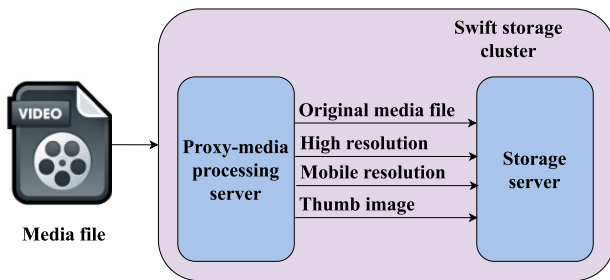 Swift storage
cluster
VIDEO
Media file
Proxy-media
processing
server
Original media file
High resolution
Mobile resolution
Thumb image
Storage
server